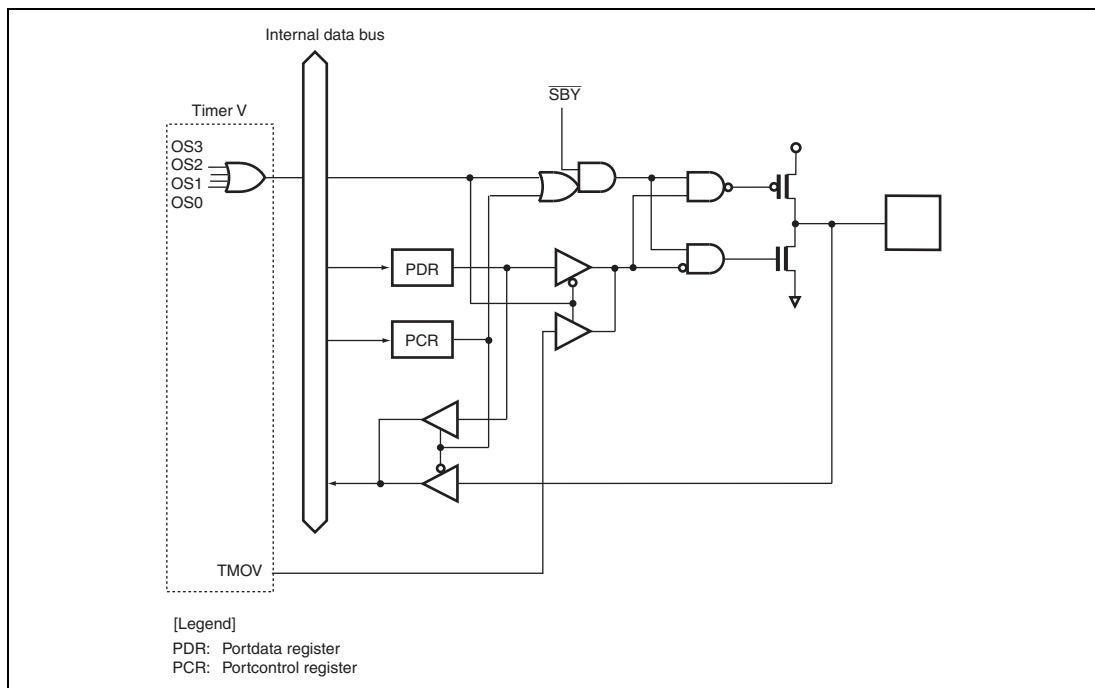 Internal data bus
SBY
Timer V
OS3
OS2
OS1
OS0
PDR
PCR
TMOV
[Legend]
PDR: Portdata register
PCR: Portcontrol register